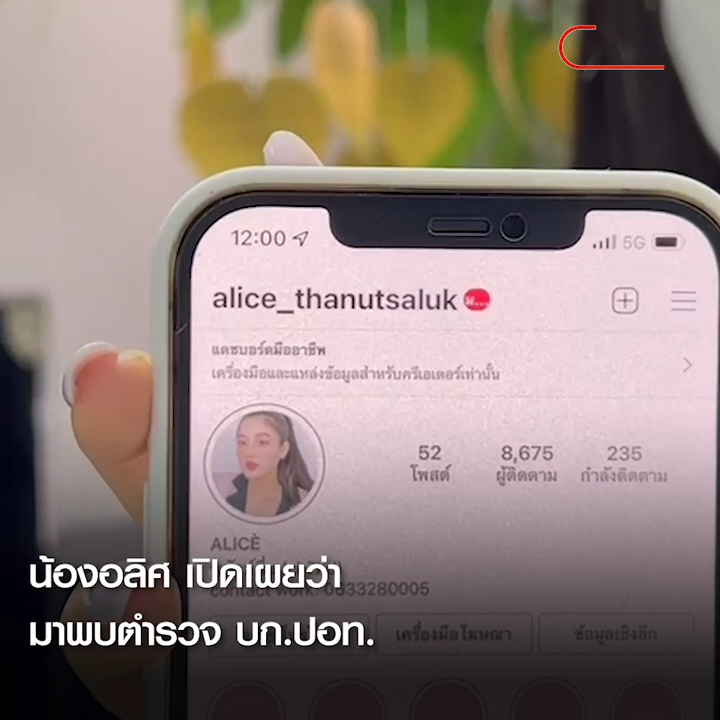 12:00
5G
alice_thanutsaluk
แดชบอร์ดมืออาชีพ
เครื่องมือและแหล่งข้อมูลสำหรับครีเอเตอร์เท่านั้น
52 8,675 235
โพสต์ ผู้ติดตาม กำลังติดตาม
ALICÈ
น้องอลิศ เปิดเผยว่า
contact work: 0633280005
มาพบตำรวจ บก.ปอท.
เครื่องมือโฆษณา ข้อมูลเชิงลึก